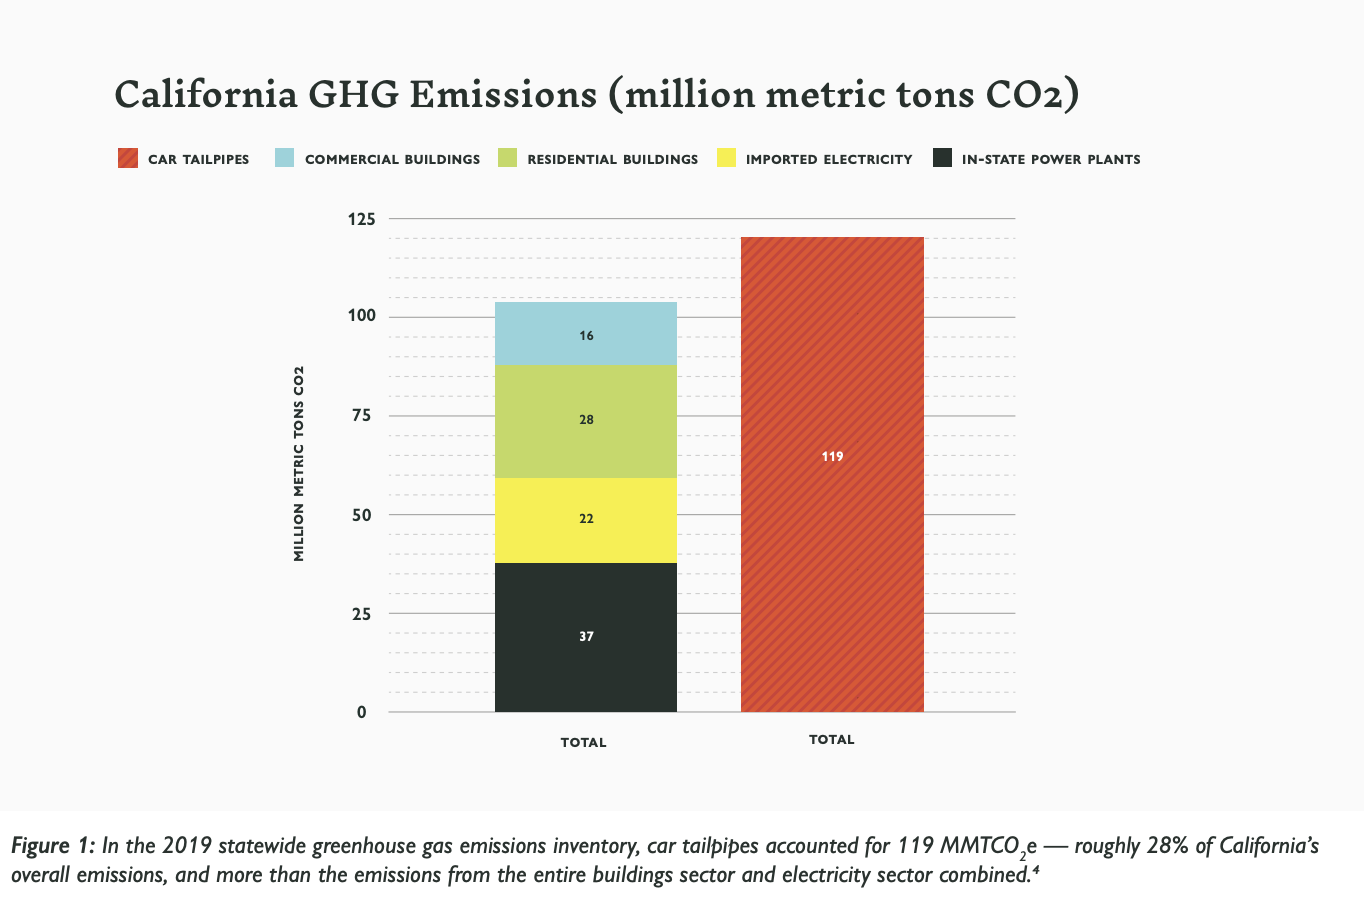 California GHG Emissions (million metric tons CO2)
CAR TAILPIPES COMMERCIAL BUILDINGS RESIDENTIAL BUILDINGS IMPORTED ELECTRICITY IN-STATE POWER PLANTS
125
100
75
50
25
0
MILLION METRIC TONS CO2
16
28
22
37
119
TOTAL TOTAL
Figure 1: In the 2019 statewide greenhouse gas emissions inventory, car tailpipes accounted for 119 MMTCO₂e — roughly 28% of California’s
overall emissions, and more than the emissions from the entire buildings sector and electricity sector combined.⁴